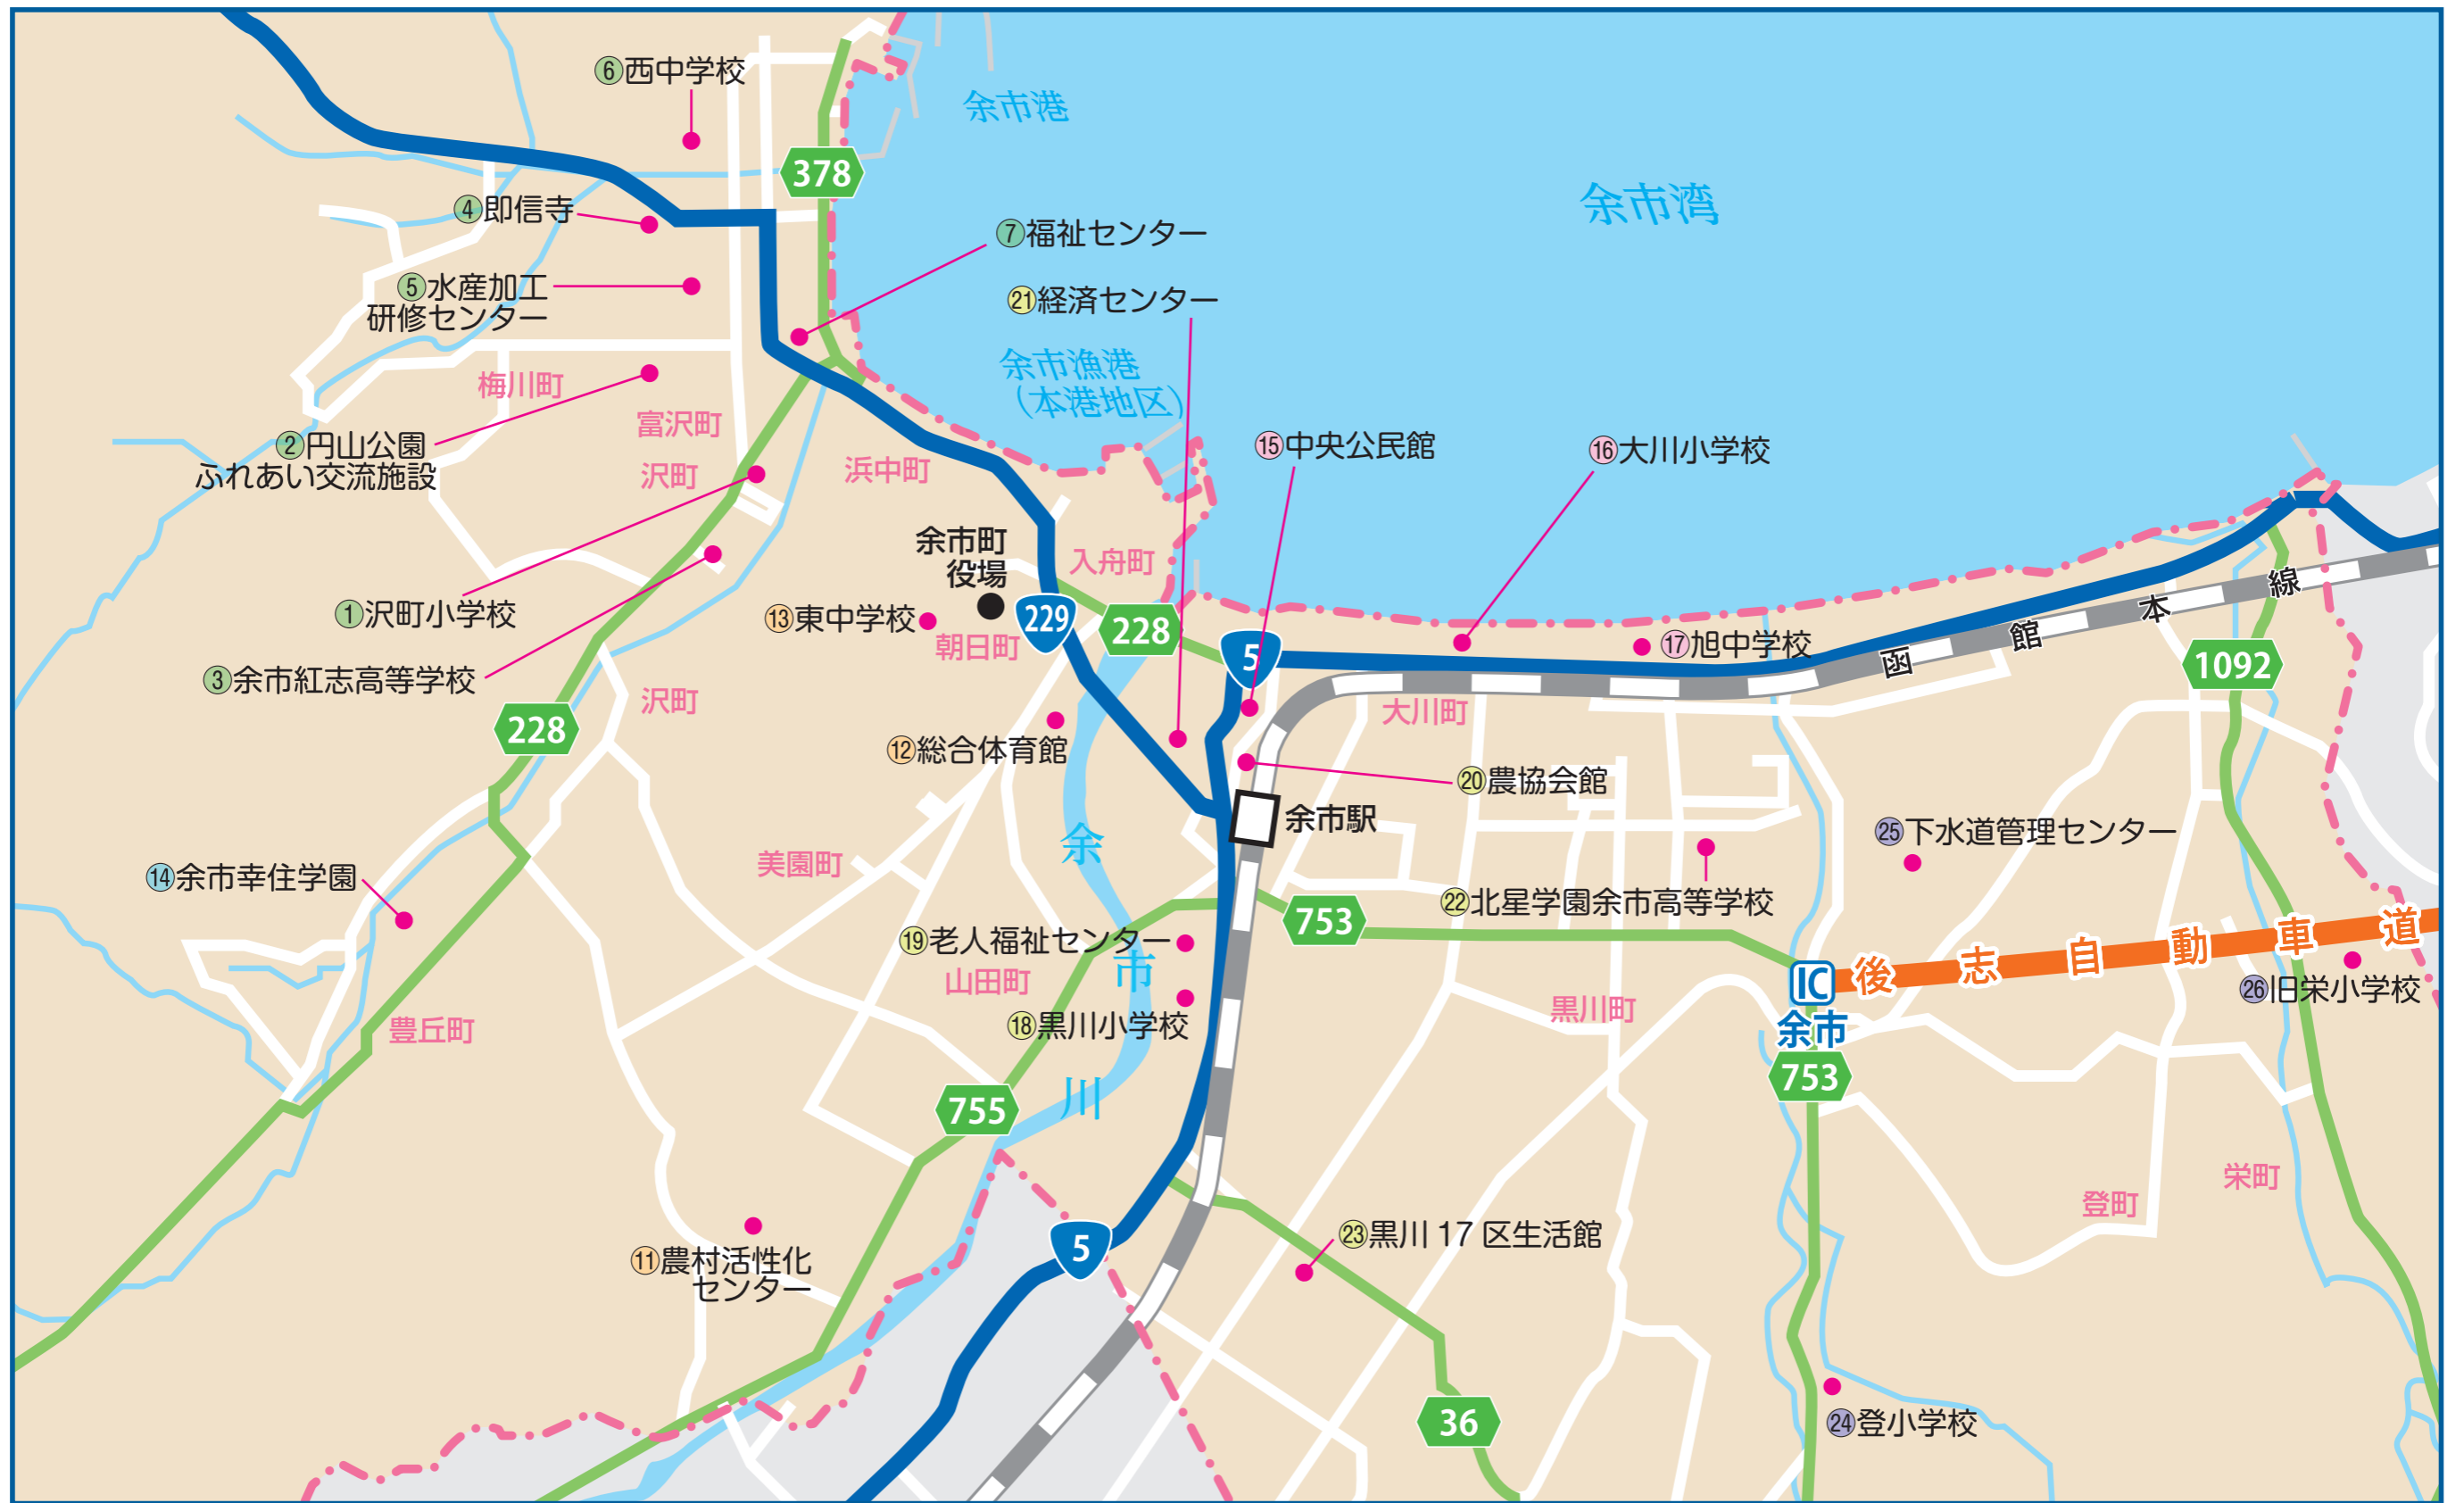 ⑥西中学校
余市港
378
余市湾
④即信寺
⑦福祉センター
⑤水産加工
研修センター
㉑経済センター
余市漁港
（本港地区）
梅川町
富沢町
②円山公園
ふれあい交流施設
沢町
浜中町
⑮中央公民館
⑯大川小学校
余市町
役場
入舟町
①沢町小学校
⑬東中学校
229
朝日町
228
5
⑰旭中学校
函館本線
1092
③余市紅志高等学校
沢町
228
⑫総合体育館
大川町
⑳農協会館
余市駅
余市川
美園町
㉕下水道管理センター
⑭余市幸住学園
㉒北星学園余市高等学校
753
⑲老人福祉センター
後志自動車道
山田町
IC
余市
㉖旧栄小学校
黒川町
⑱黒川小学校
豊丘町
753
755
栄町
登町
5
㉓黒川 17 区生活館
⑪農村活性化
センター
36
㉔登小学校